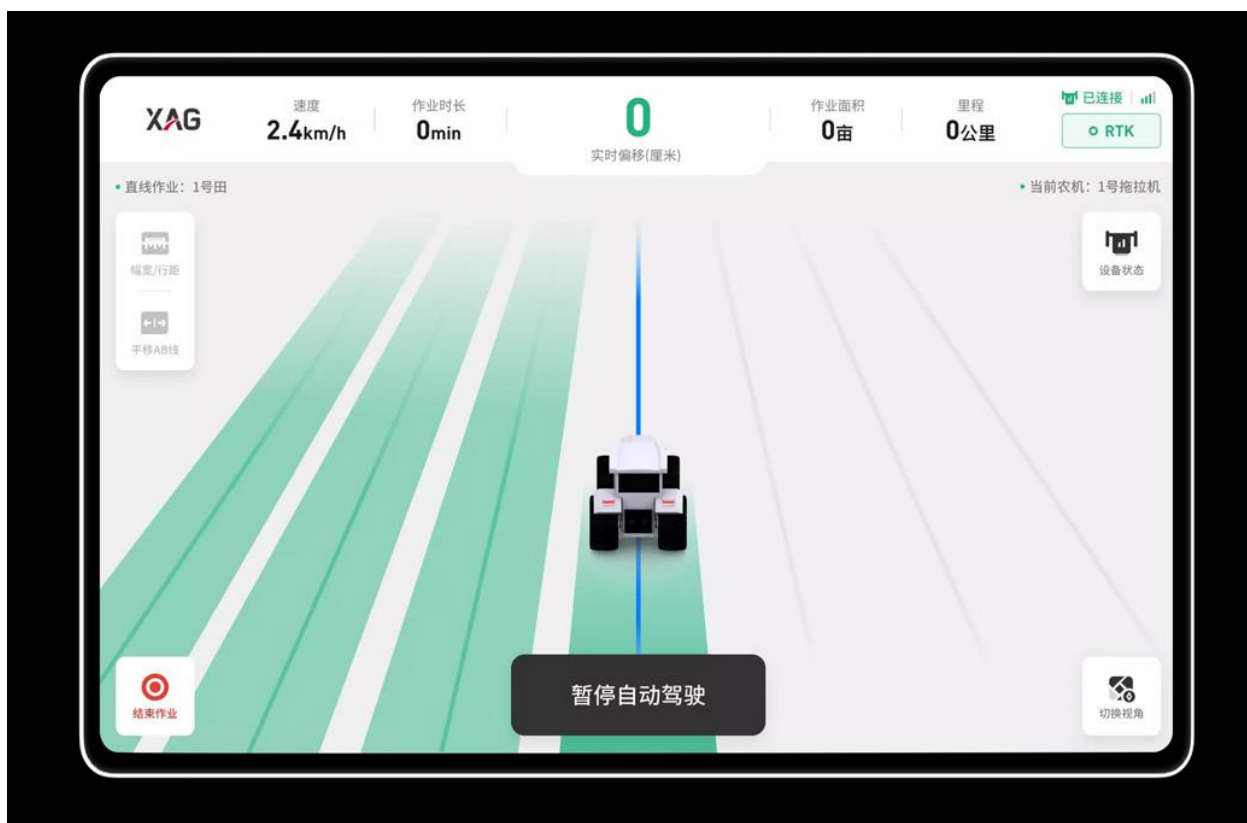 XAG
速度
2.4km/h
作业时长
0min
0
实时偏移(厘米)
作业面积
0亩
里程
0公里
已连接
RTK
直线作业：1号田
当前农机：1号拖拉机
幅宽/行距
平移AB线
设备状态
结束作业
暂停自动驾驶
切换视角